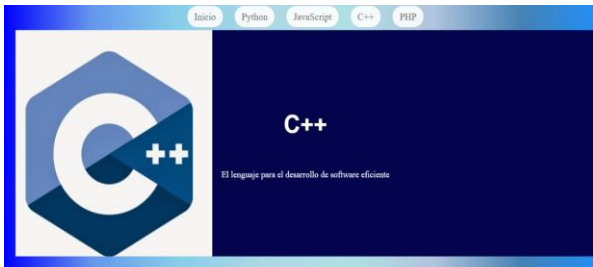 Inicio Python JavaScript C++ PHP
C++
C++
El lenguaje para el desarrollo de software eficiente